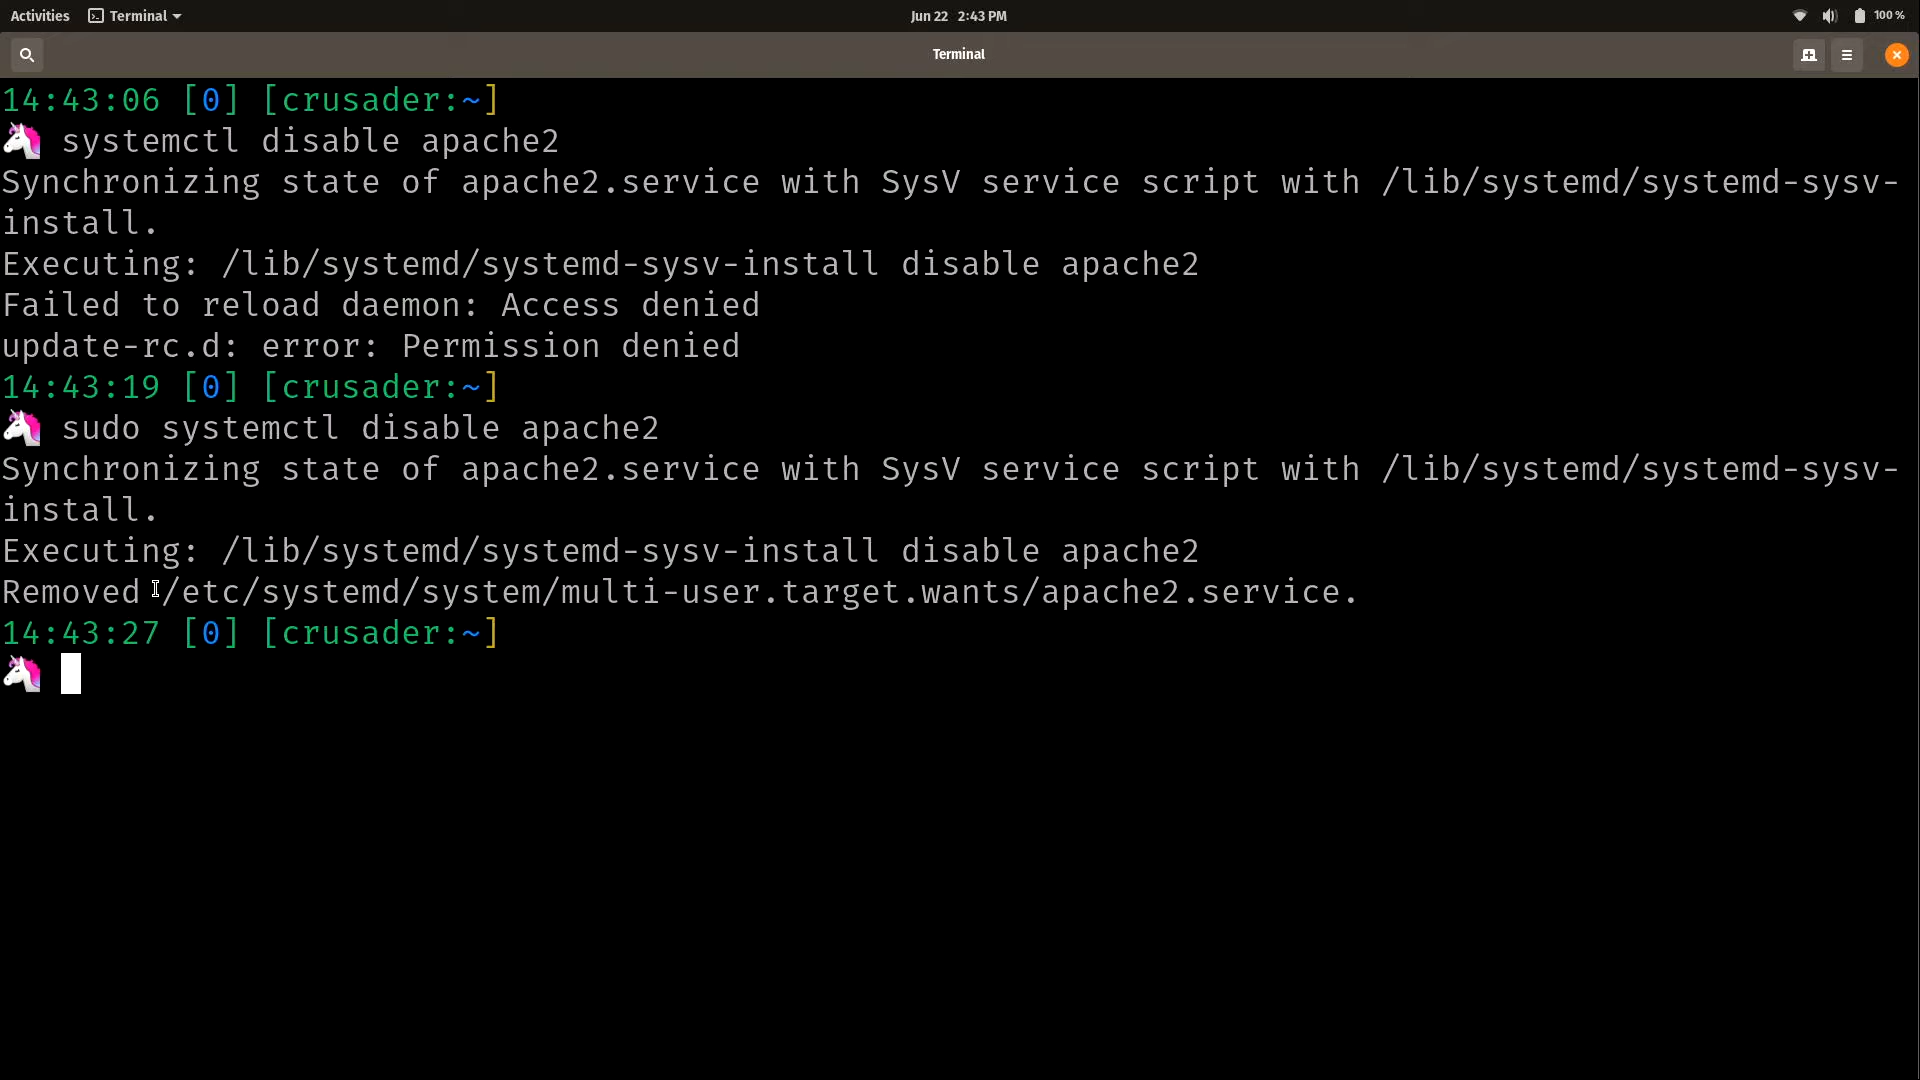 Activities Terminal Jun 22 2:43 PM 100 %
Terminal
14:43:06 [0] [crusader:~]
systemctl disable apache2
Synchronizing state of apache2.service with SysV service script with /lib/systemd/systemd-sysv-
install.
Executing: /lib/systemd/systemd-sysv-install disable apache2
Failed to reload daemon: Access denied
update-rc.d: error: Permission denied
14:43:19 [0] [crusader:~]
sudo systemctl disable apache2
Synchronizing state of apache2.service with SysV service script with /lib/systemd/systemd-sysv-
install.
Executing: /lib/systemd/systemd-sysv-install disable apache2
Removed /etc/systemd/system/multi-user.target.wants/apache2.service.
14:43:27 [0] [crusader:~]